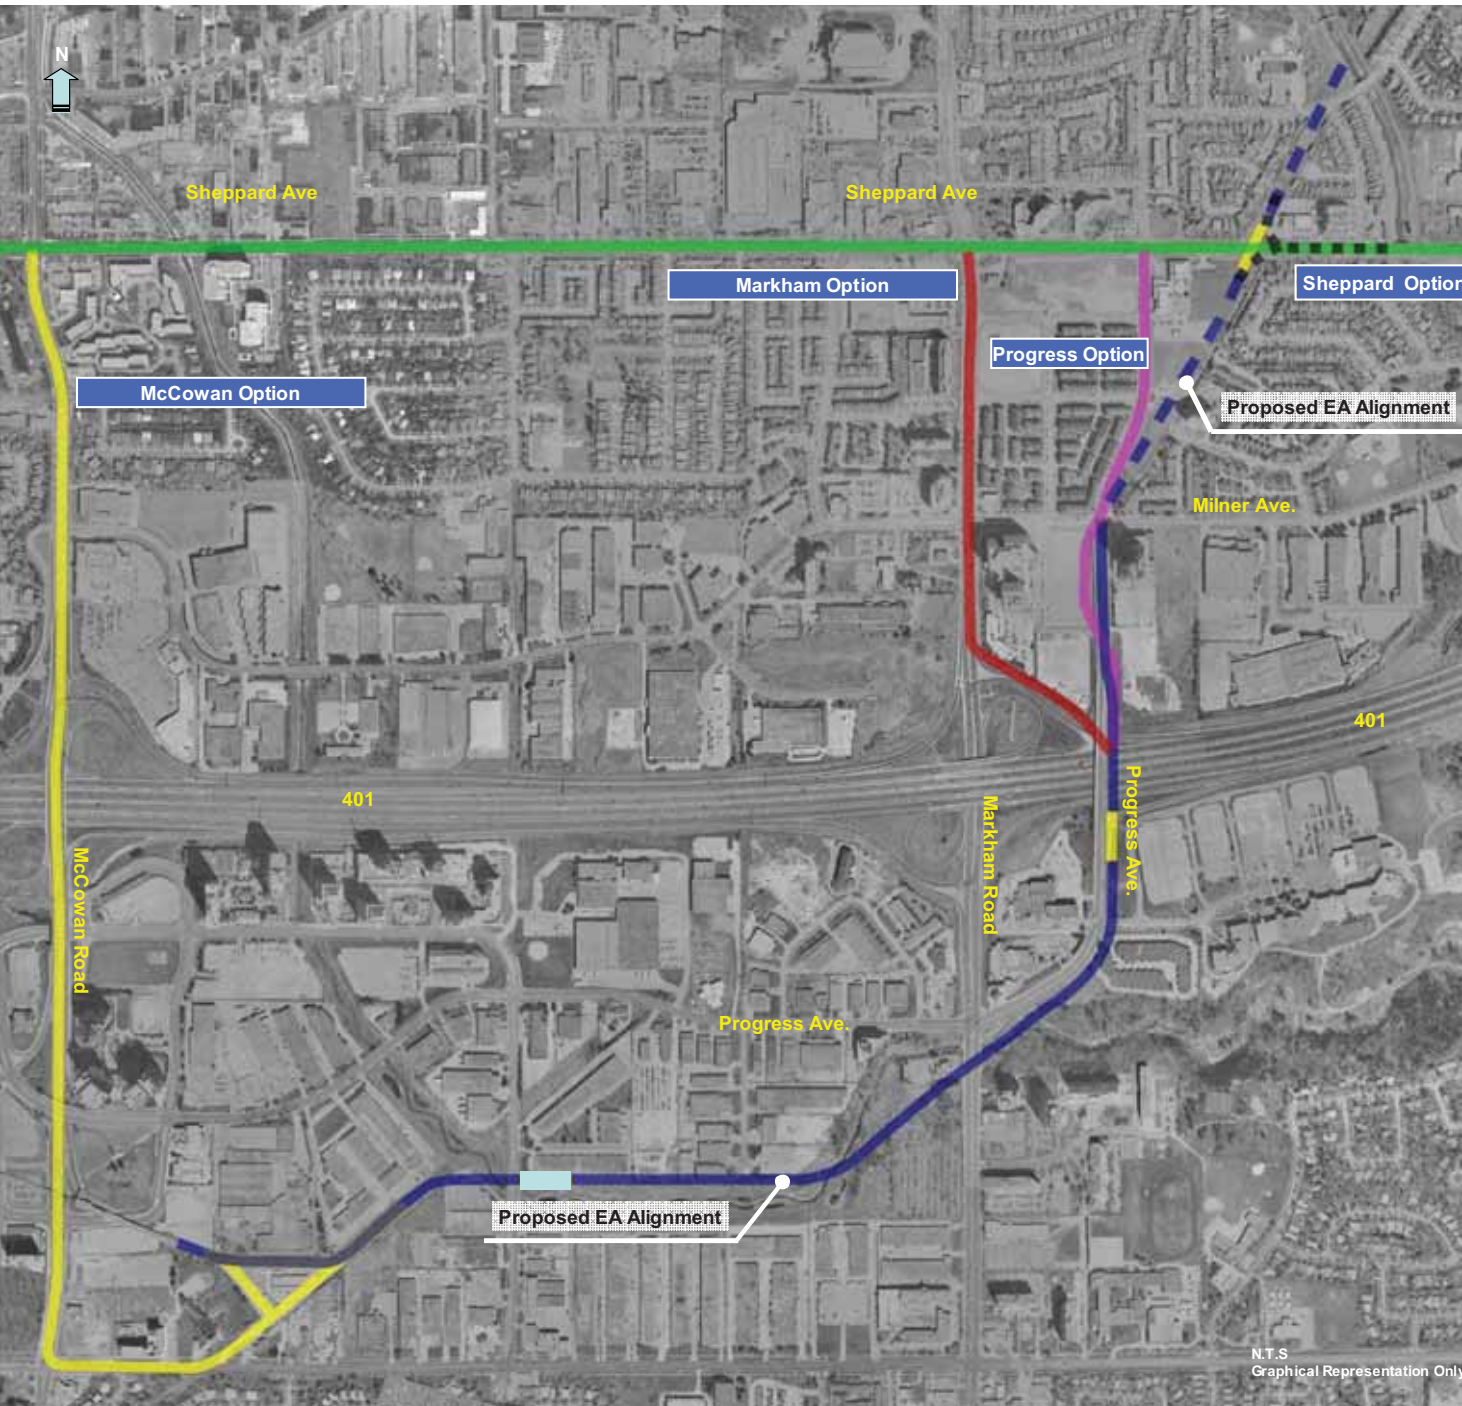 N
Sheppard Ave
Sheppard Ave
Markham Option
Sheppard Option
Progress Option
McCowan Option
Proposed EA Alignment
Milner Ave.
401
401
Progress Ave.
Markham Road
McCowan Road
Progress Ave.
Proposed EA Alignment
N.T.S
Graphical Representation Only